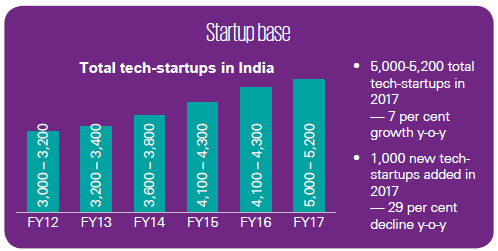 Startup base
Total tech-startups in India
3,000 – 3,200
3,200 – 3,400
3,600 – 3,800
4,100 – 4,300
4,100 – 4,300
5,000 – 5,200
FY12 FY13 FY14 FY15 FY16 FY17
• 5,000-5,200 total
tech-startups in
2017
— 7 per cent
growth y-o-y
• 1,000 new tech-
startups added in
2017
— 29 per cent
decline y-o-y